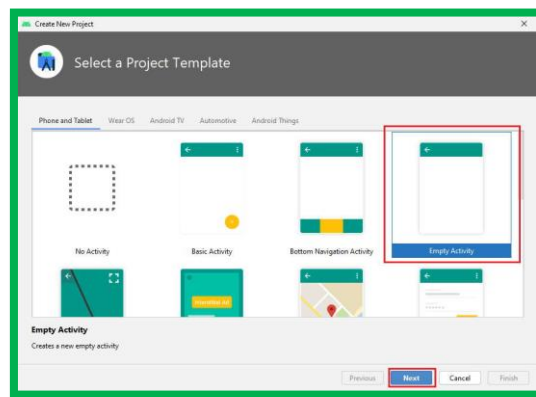 Create New Project
Select a Project Template
Phone and Tablet Wear OS Android TV Automotive Android Things
No Activity Basic Activity Bottom Navigation Activity Empty Activity
Empty Activity
Creates a new empty activity
Previous Next Cancel Finish